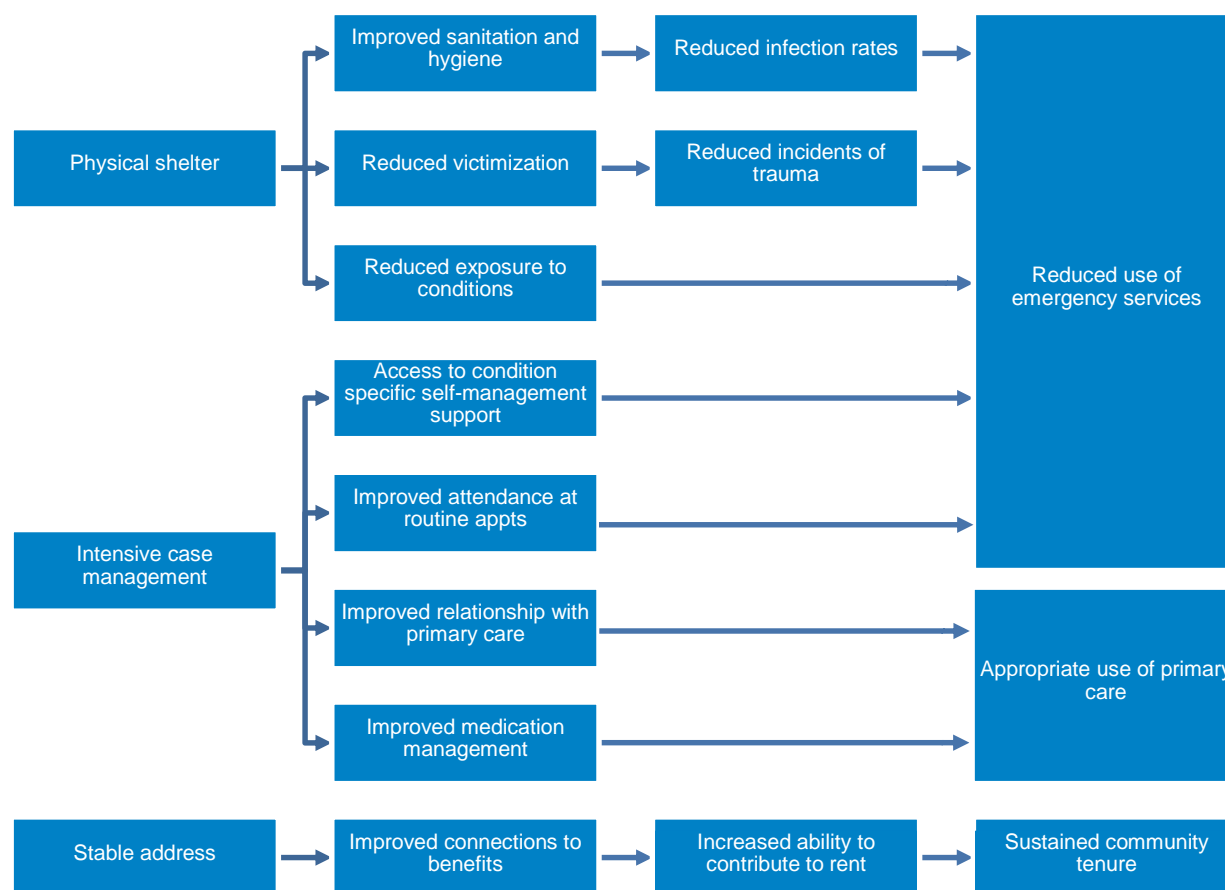 Improved sanitation and
hygiene
Reduced infection rates
Physical shelter
Reduced victimization
Reduced incidents of
trauma
Reduced exposure to
conditions
Reduced use of
emergency services
Access to condition
specific self-management
support
Improved attendance at
routine appts
Intensive case
management
Improved relationship with
primary care
Appropriate use of primary
care
Improved medication
management
Stable address
Improved connections to
benefits
Increased ability to
contribute to rent
Sustained community
tenure